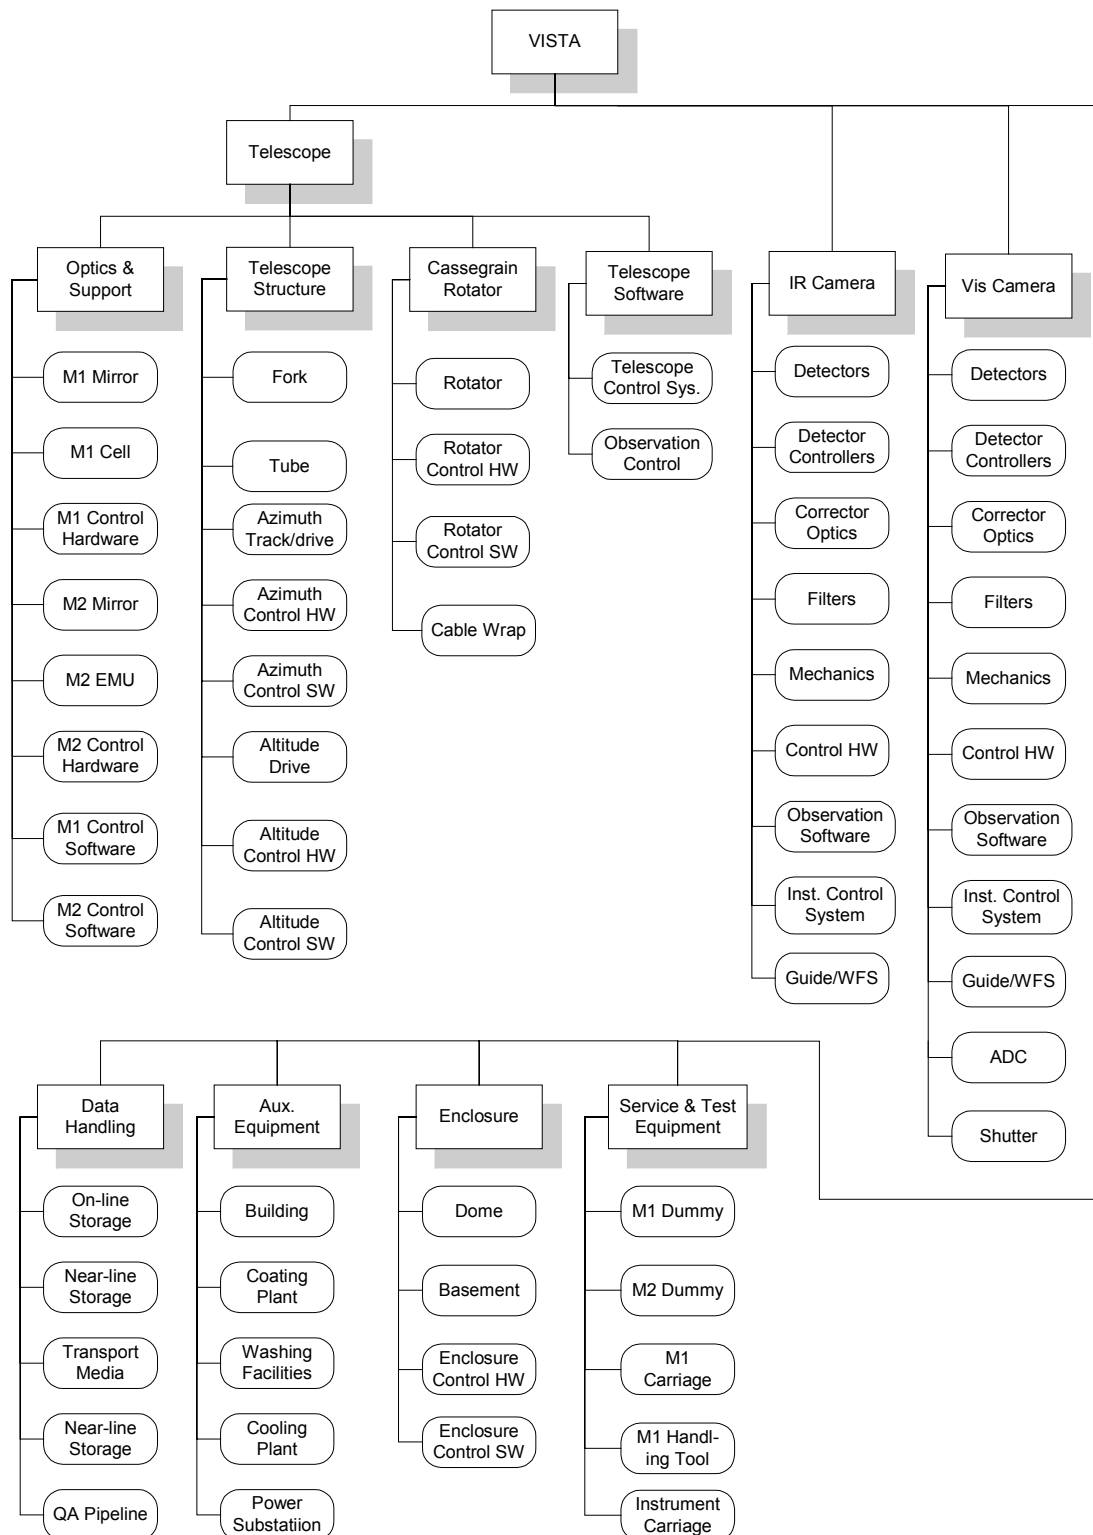 VISTA
Telescope
Optics &
Support
Telescope
Structure
Cassegrain
Rotator
Telescope
Software
IR Camera
Vis Camera
M1 Mirror
M1 Cell
M1 Control
Hardware
M2 Mirror
M2 EMU
M2 Control
Hardware
M1 Control
Software
M2 Control
Software
Fork
Tube
Azimuth
Track/drive
Azimuth
Control HW
Azimuth
Control SW
Altitude
Drive
Altitude
Control HW
Altitude
Control SW
Rotator
Rotator
Control HW
Rotator
Control SW
Cable Wrap
Telescope
Control Sys.
Observation
Control
Detectors
Detector
Controllers
Corrector
Optics
Filters
Mechanics
Control HW
Observation
Software
Inst. Control
System
Guide/WFS
Detectors
Detector
Controllers
Corrector
Optics
Filters
Mechanics
Control HW
Observation
Software
Inst. Control
System
Guide/WFS
ADC
Shutter
Data
Handling
Aux.
Equipment
Enclosure
Service & Test
Equipment
On-line
Storage
Near-line
Storage
Transport
Media
Near-line
Storage
QA Pipeline
Building
Coating
Plant
Washing
Facilities
Cooling
Plant
Power
Substatiion
Dome
Basement
Enclosure
Control HW
Enclosure
Control SW
M1 Dummy
M2 Dummy
M1
Carriage
M1 Handl-
ing Tool
Instrument
Carriage